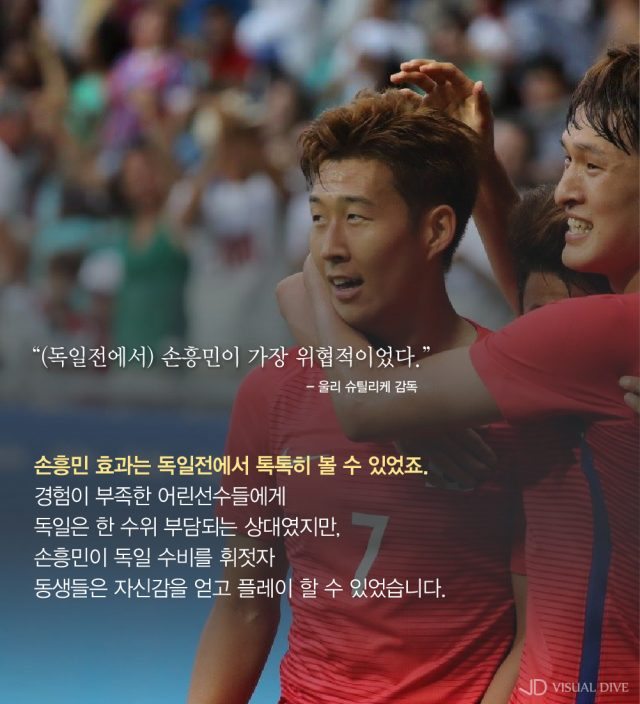 “(독일전에서) 손흥민이 가장 위협적이었다.”
– 울리 슈틸리케 감독
손흥민 효과는 독일전에서 톡톡히 볼 수 있었죠.
경험이 부족한 어린선수들에게
독일은 한 수위 부담되는 상대였지만,
손흥민이 독일 수비를 휘젓자
동생들은 자신감을 얻고 플레이 할 수 있었습니다.
7
JD VISUAL DIVE